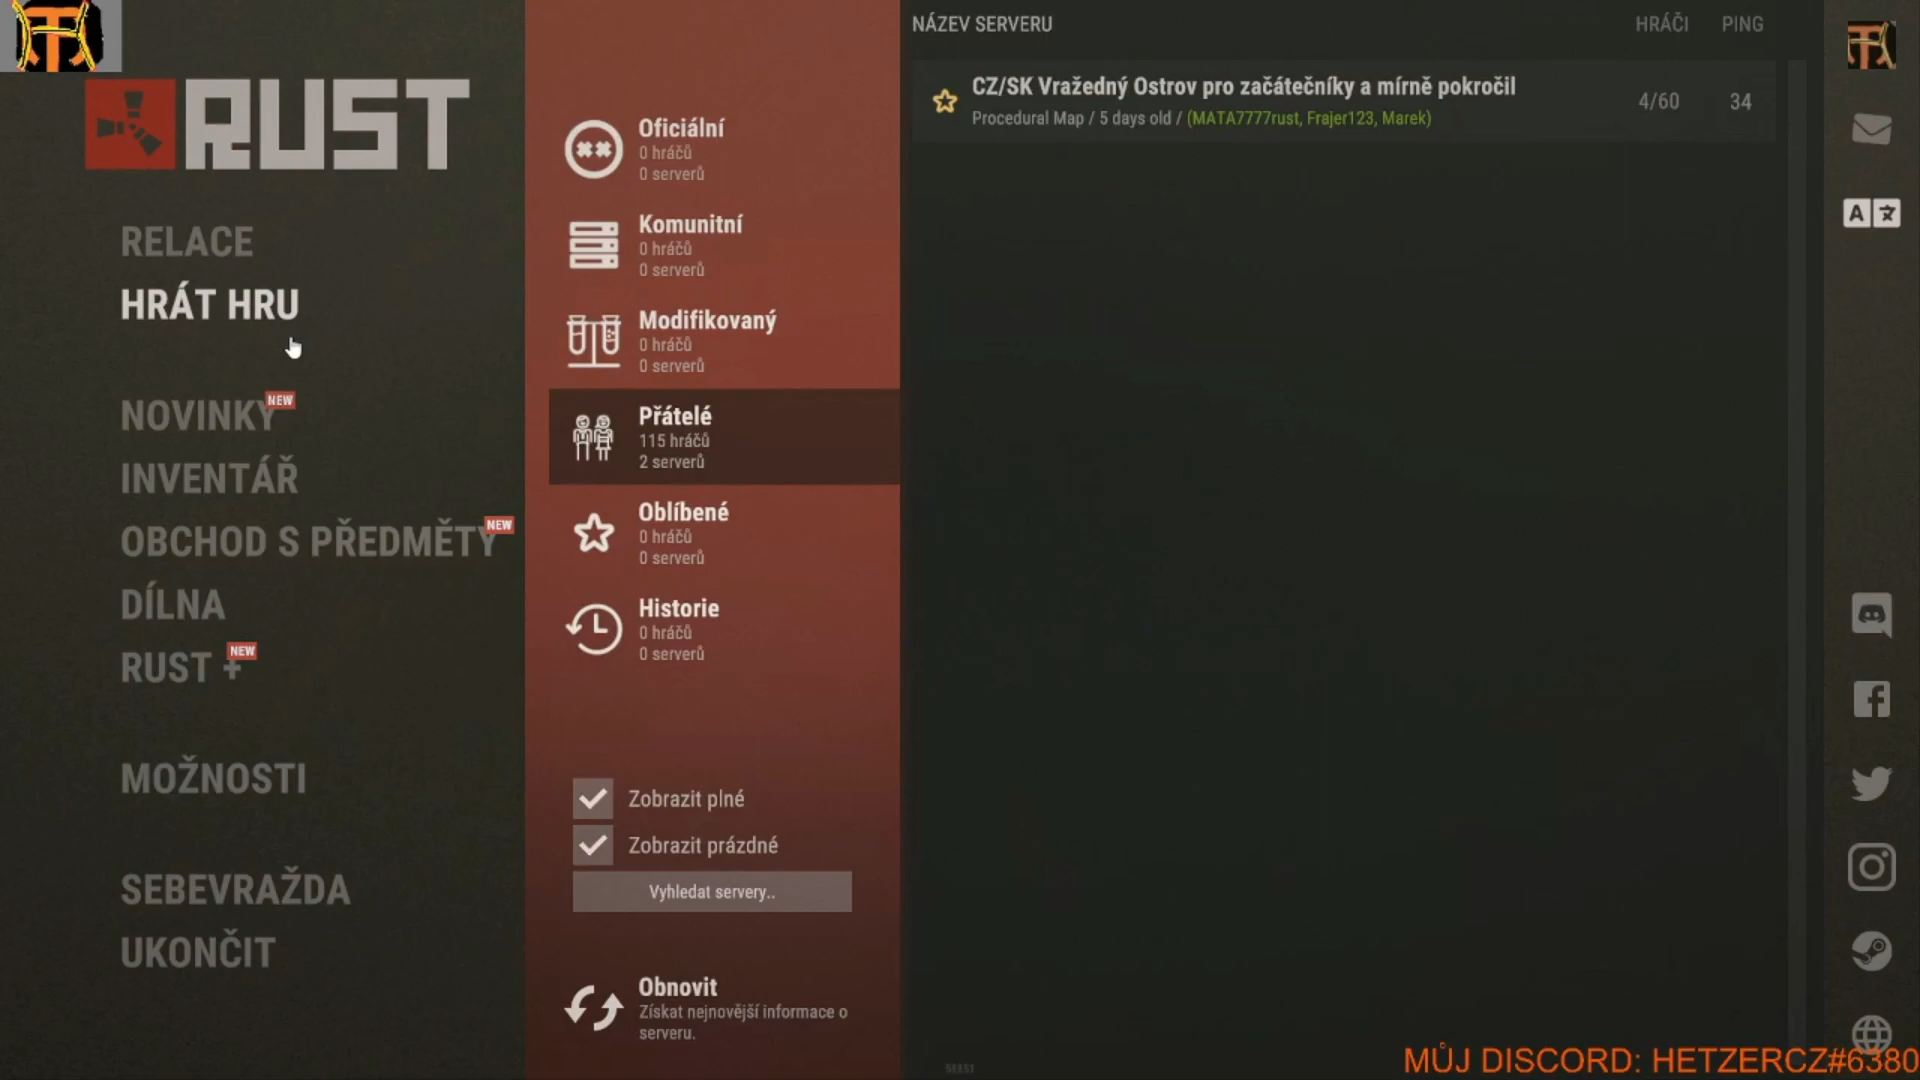 RUST
RELACE
HRÁT HRU
NOVINKY NEW
INVENTÁŘ
OBCHOD S PŘEDMĚTY NEW
DÍLNA
RUST + NEW
MOŽNOSTI
SEBEVRAŽDA
UKONČIT
Oficiální
0 hráčů
0 serverů
Komunitní
0 hráčů
0 serverů
Modifikovaný
0 hráčů
0 serverů
Přátelé
115 hráčů
2 serverů
Oblíbené
0 hráčů
0 serverů
Historie
0 hráčů
0 serverů
Zobrazit plné
Zobrazit prázdné
Vyhledat servery..
Obnovit
Získat nejnovější informace o
serveru.
NÁZEV SERVERU HRÁČI PING
CZ/SK Vražedný Ostrov pro začátečníky a mírně pokročil 4/60 34
Procedural Map / 5 days old / (MATA7777rust, Frajer123, Marek)
MŮJ DISCORD: HETZERCZ#6380